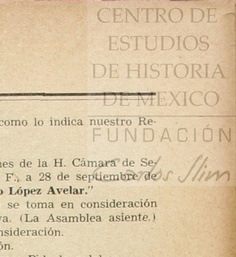 CENTRO DE
ESTUDIOS
DE HISTORIA
DE MEXICO
FUNDACIÓN
Carlos Slim
como lo indica nuestro Re-
nes de la H. Cámara de Se-
F., a 28 de septiembre de
o López Avelar."
se toma en consideración
va. (La Asamblea asiente.)
nsideración.
ón.